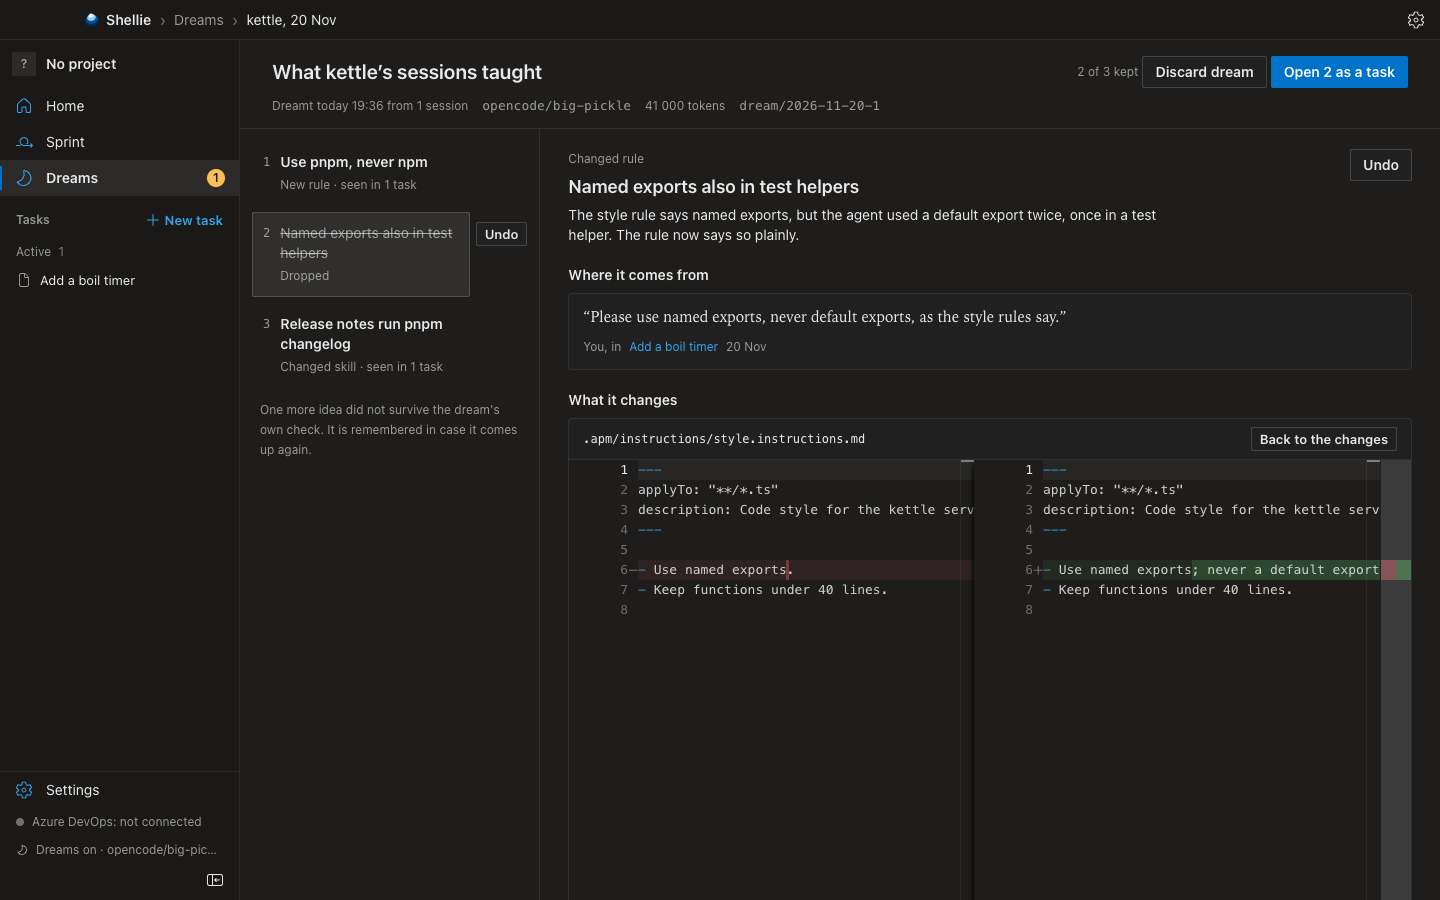 Shellie › Dreams › kettle, 20 Nov
? No project
Home
Sprint
Dreams 1
Tasks + New task
Active 1
Add a boil timer
Settings
Azure DevOps: not connected
Dreams on · opencode/big-pic…
What kettle’s sessions taught
2 of 3 kept
Discard dream
Open 2 as a task
Dreamt today 19:36 from 1 session opencode/big-pickle 41 000 tokens dream/2026-11-20-1
1 Use pnpm, never npm
New rule · seen in 1 task
2 Named exports also in test
helpers
Dropped
Undo
3 Release notes run pnpm
changelog
Changed skill · seen in 1 task
One more idea did not survive the dream's
own check. It is remembered in case it comes
up again.
Changed rule
Undo
Named exports also in test helpers
The style rule says named exports, but the agent used a default export twice, once in a test
helper. The rule now says so plainly.
Where it comes from
“Please use named exports, never default exports, as the style rules say.”
You, in Add a boil timer 20 Nov
What it changes
.apm/instructions/style.instructions.md
Back to the changes
1 ---
2 applyTo: "**/*.ts"
3 description: Code style for the kettle serv
4 ---
5
6 — - Use named exports.
7 - Keep functions under 40 lines.
8
1 ---
2 applyTo: "**/*.ts"
3 description: Code style for the kettle serv
4 ---
5
6 + - Use named exports; never a default export
7 - Keep functions under 40 lines.
8